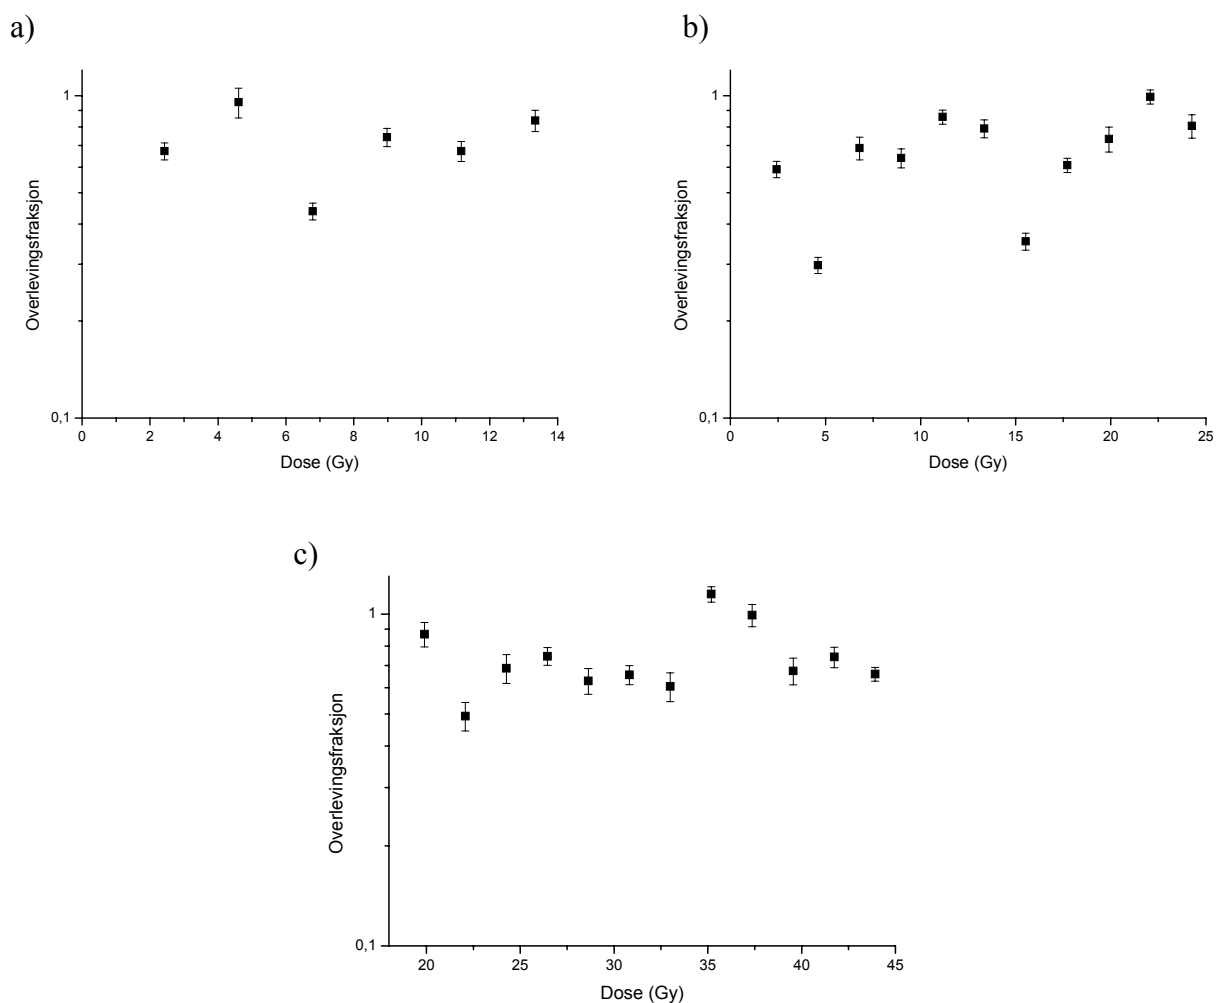 a)
1
0,1
0 2 4 6 8 10 12 14
Overlevingsfraksjon
Dose (Gy)
b)
1
0,1
0 5 10 15 20 25
Overlevingsfraksjon
Dose (Gy)
c)
1
0,1
20 25 30 35 40 45
Overlevingsfraksjon
Dose (Gy)